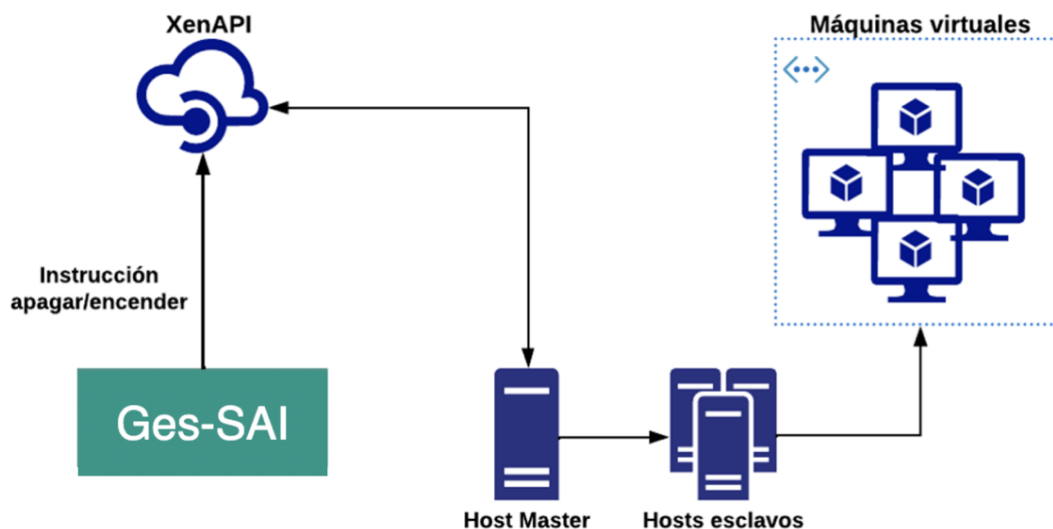 XenAPI
Máquinas virtuales
Instrucción
apagar/encender
Ges-SAI
Host Master
Hosts esclavos